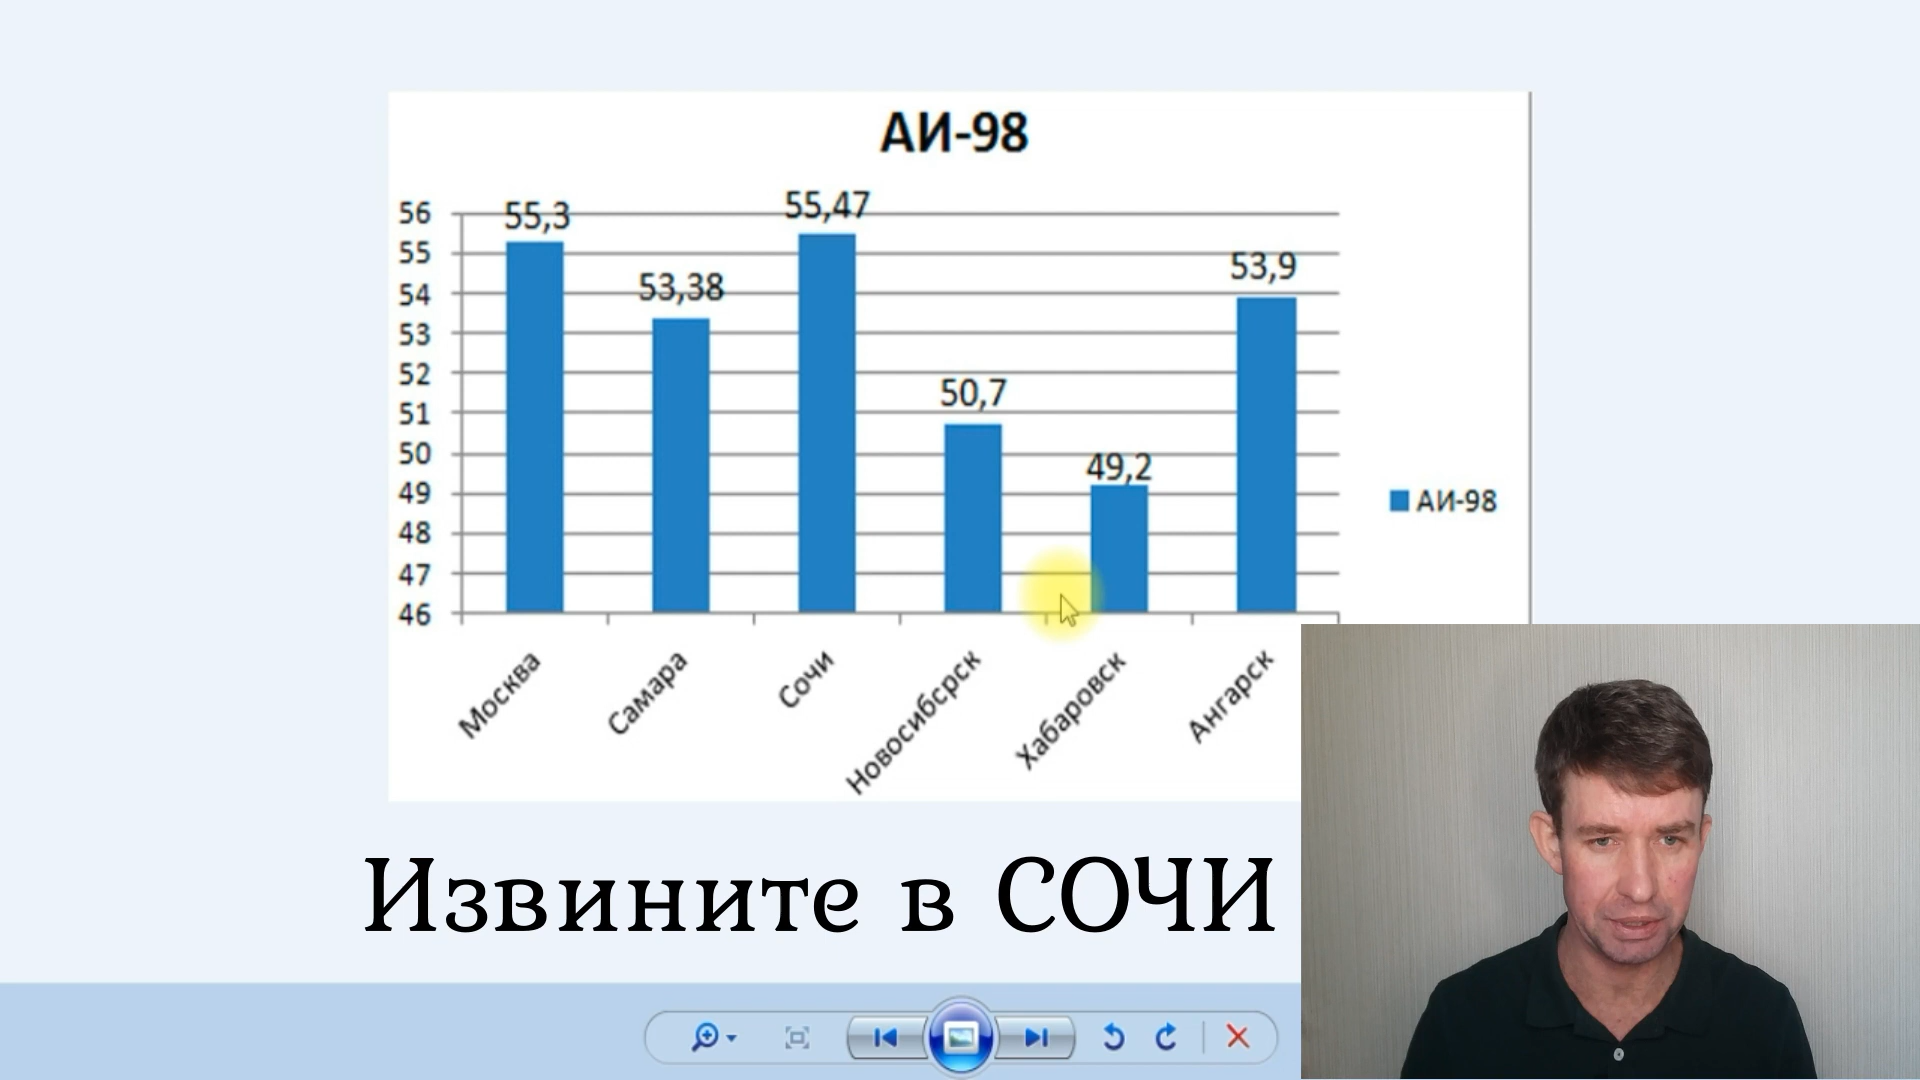 АИ-98
56
55
54
53
52
51
50
49
48
47
46
55,3
53,38
55,47
50,7
49,2
53,9
Москва
Самара
Сочи
Новосибсрск
Хабаровск
Ангарск
АИ-98
Извините в СОЧИ